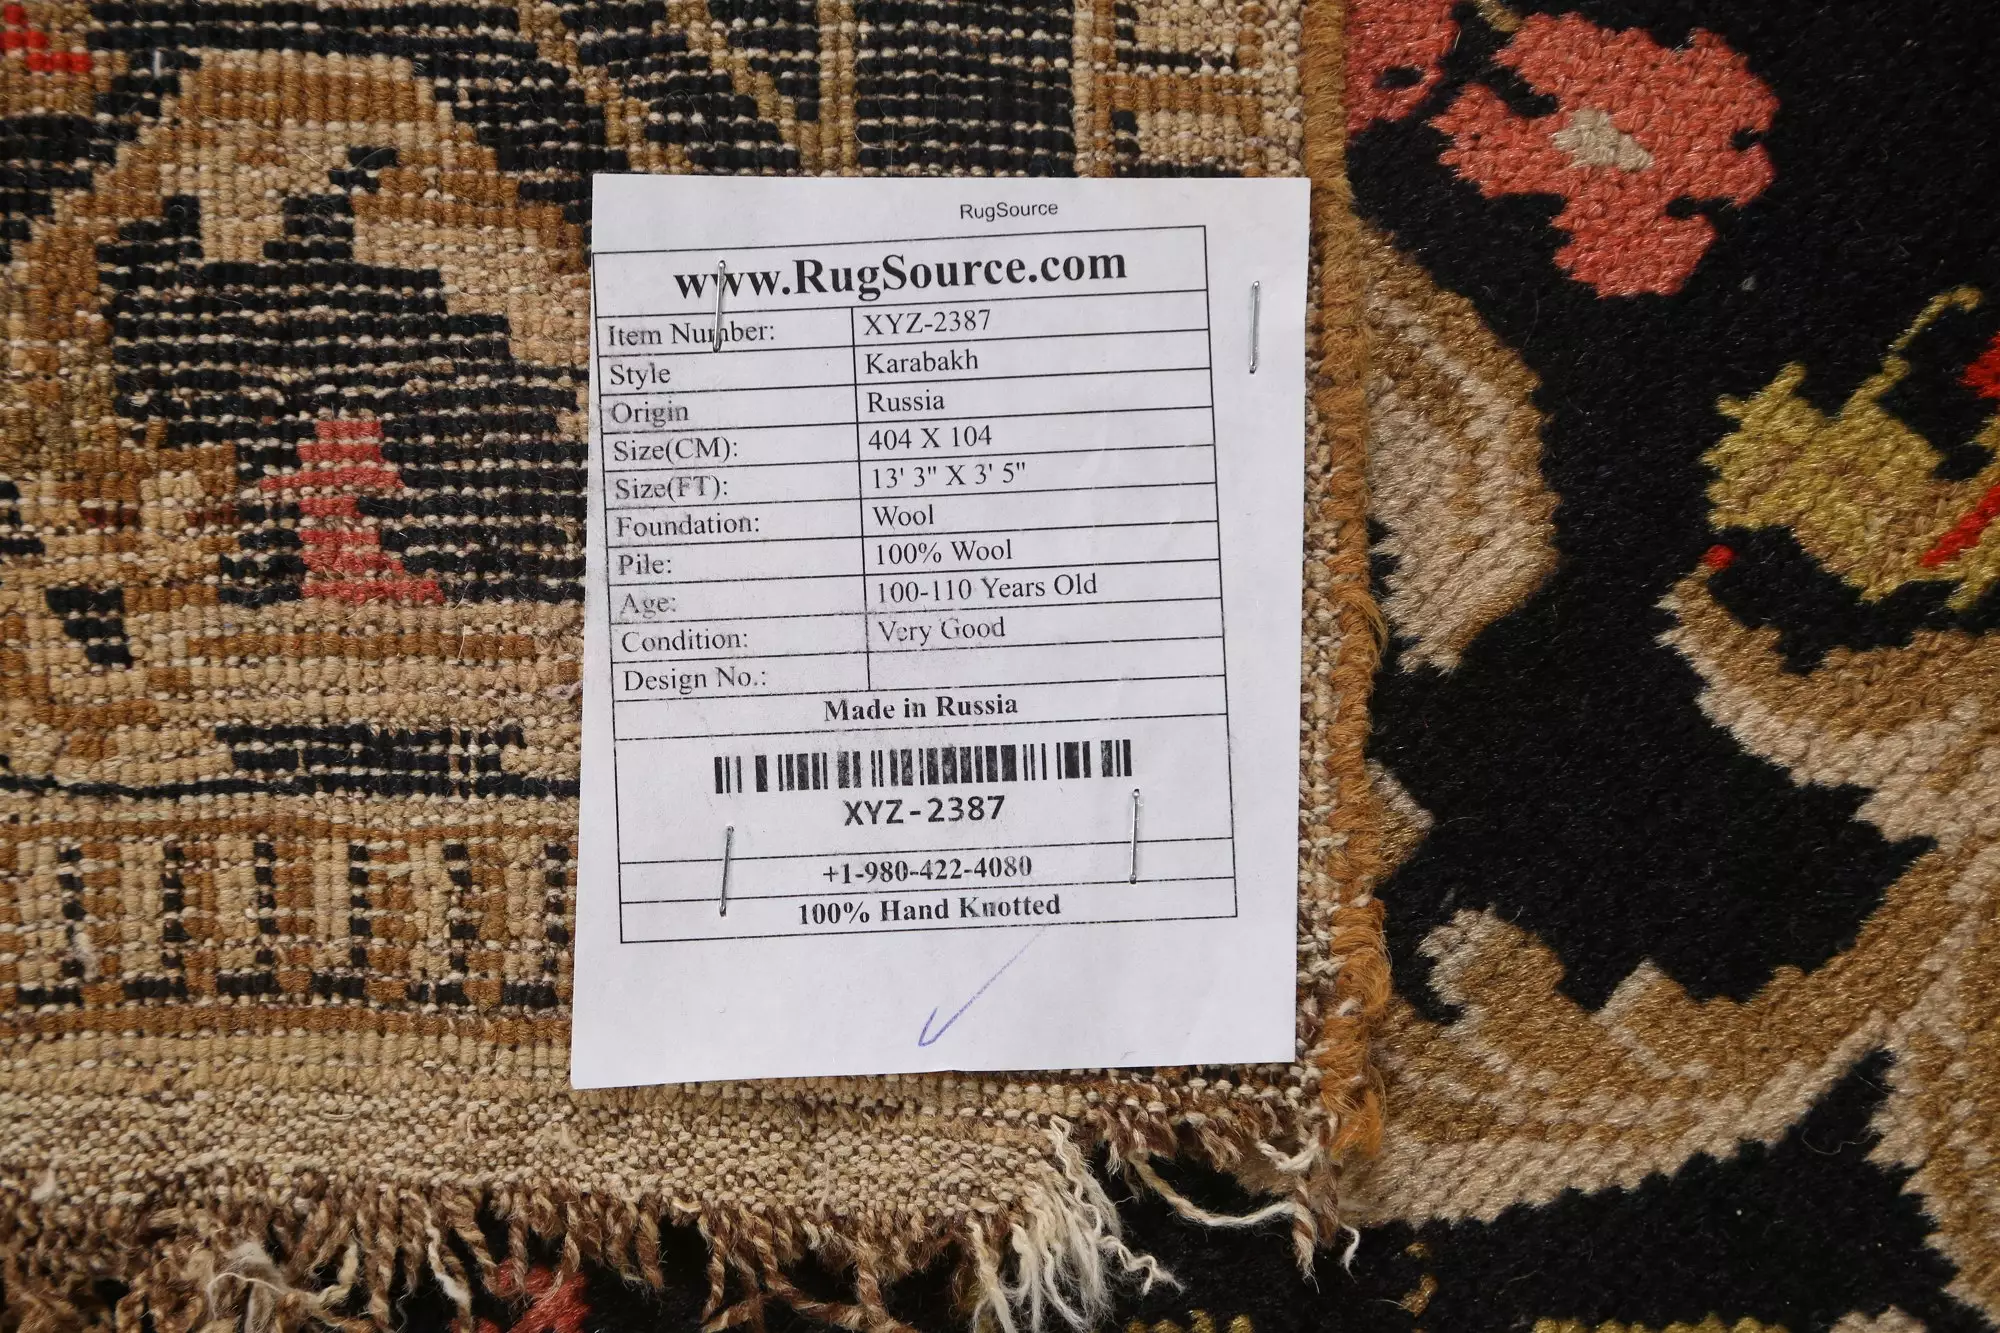 RugSource
www.RugSource.com
Item Number: XYZ-2387
Style Karabakh
Origin Russia
Size(CM): 404 X 104
Size(FT): 13' 3" X 3' 5"
Foundation: Wool
Pile: 100% Wool
Age: 100-110 Years Old
Condition: Very Good
Design No.:
Made in Russia
XYZ-2387
+1-980-422-4080
100% Hand Knotted